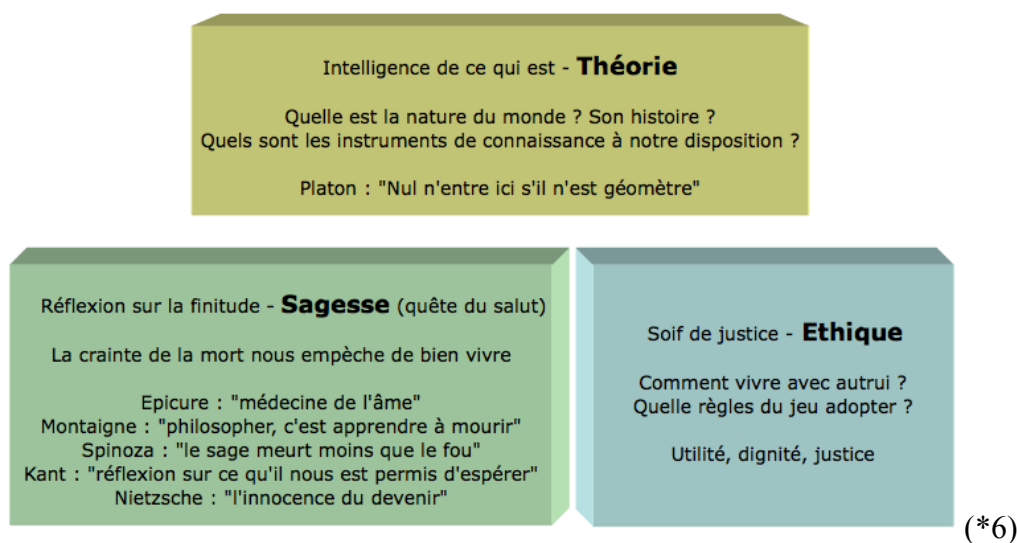 Intelligence de ce qui est - Théorie
Quelle est la nature du monde ? Son histoire ?
Quels sont les instruments de connaissance à notre disposition ?
Platon : "Nul n'entre ici s'il n'est géomètre"
Réflexion sur la finitude - Sagesse (quête du salut)
La crainte de la mort nous empèche de bien vivre
Epicure : "médecine de l'âme"
Montaigne : "philosopher, c'est apprendre à mourir"
Spinoza : "le sage meurt moins que le fou"
Kant : "réflexion sur ce qu'il nous est permis d'espérer"
Nietzsche : "l'innocence du devenir"
Soif de justice - Ethique
Comment vivre avec autrui ?
Quelle règles du jeu adopter ?
Utilité, dignité, justice
(*6)